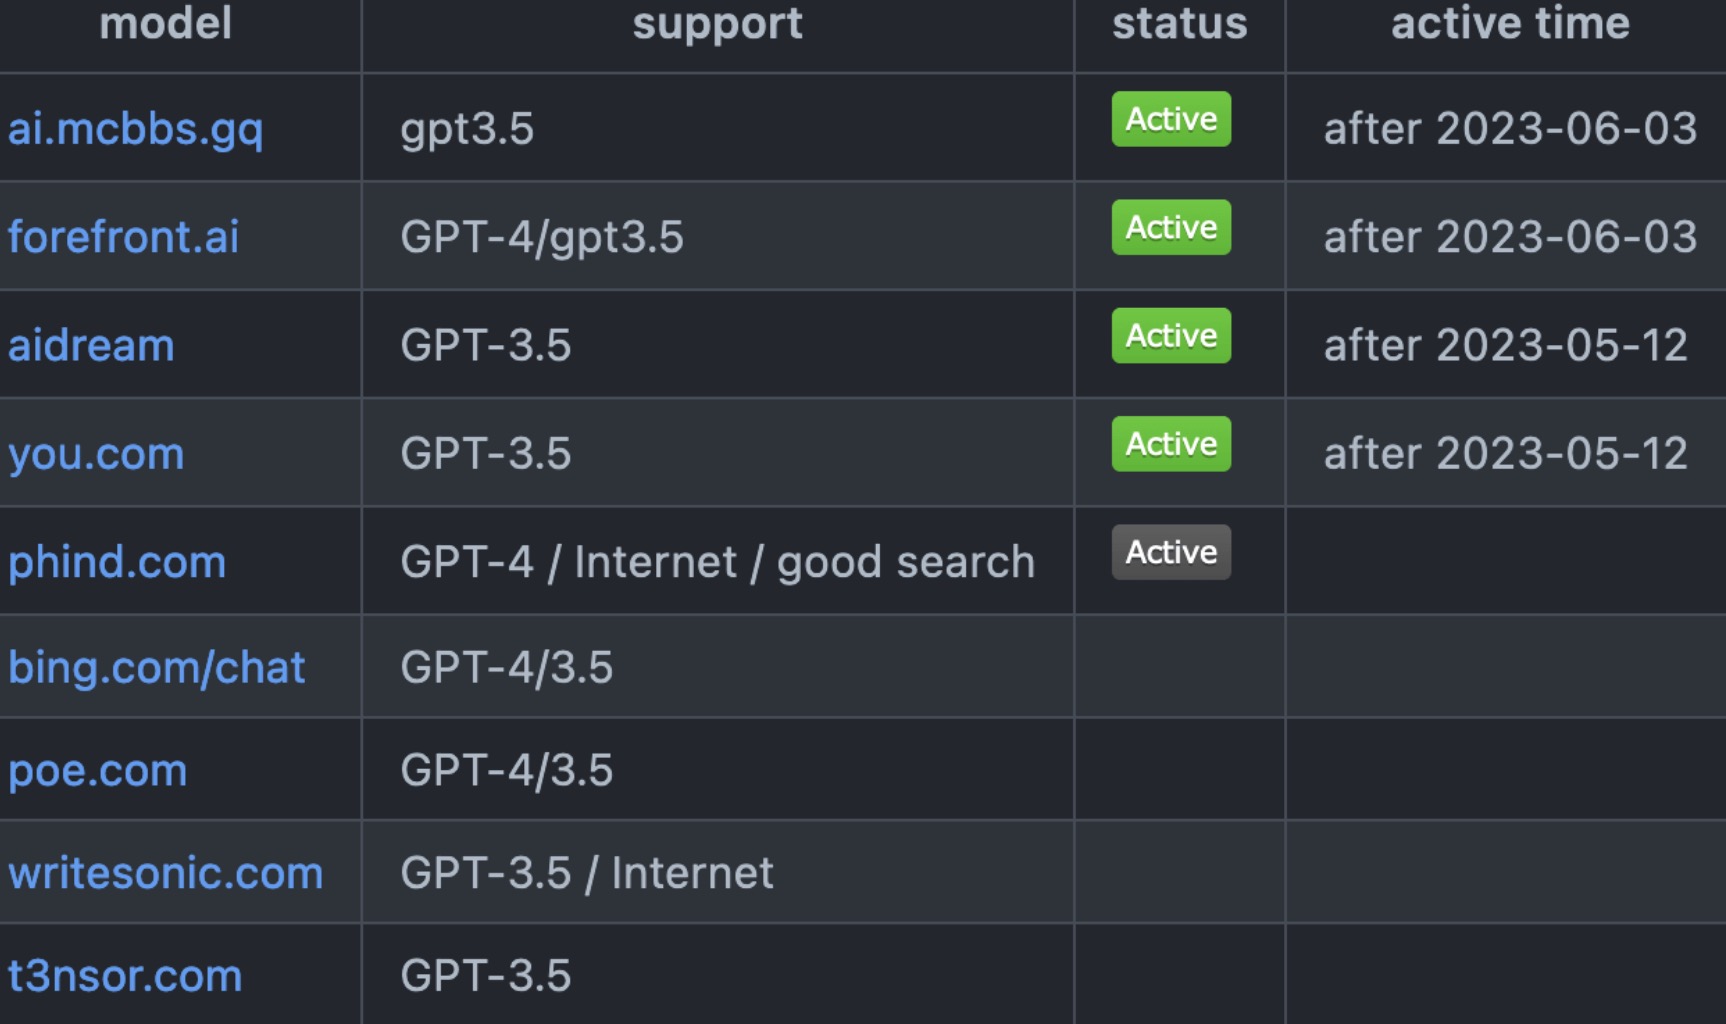 model support status active time
ai.mcbbs.gq gpt3.5 Active after 2023-06-03
forefront.ai GPT-4/gpt3.5 Active after 2023-06-03
aidream GPT-3.5 Active after 2023-05-12
you.com GPT-3.5 Active after 2023-05-12
phind.com GPT-4 / Internet / good search Active
bing.com/chat GPT-4/3.5
poe.com GPT-4/3.5
writesonic.com GPT-3.5 / Internet
t3nsor.com GPT-3.5